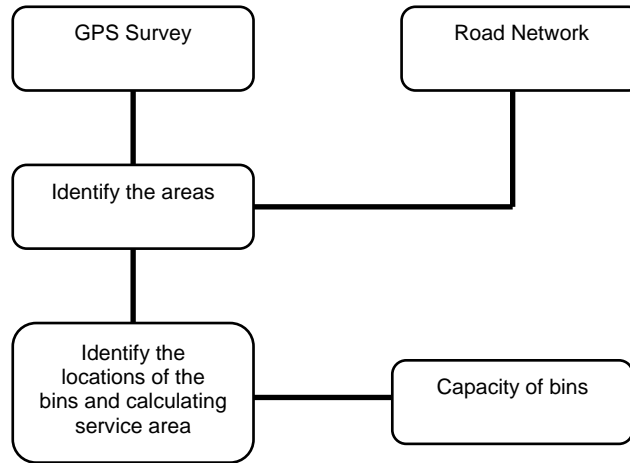 GPS Survey
Road Network
Identify the areas
Identify the
locations of the
bins and calculating
service area
Capacity of bins